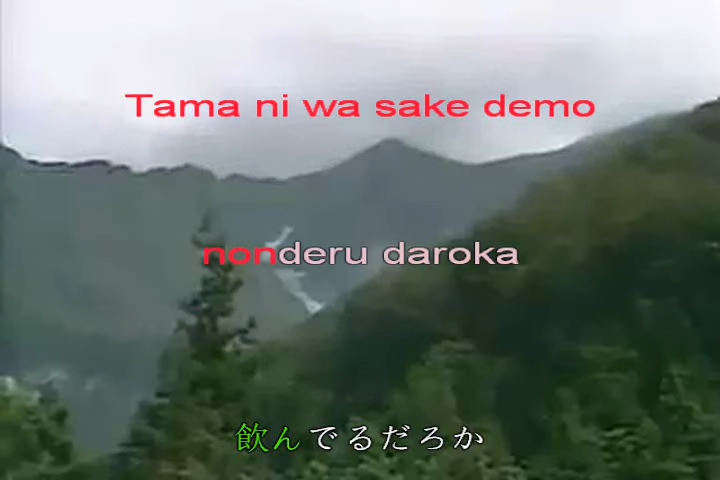 Tama ni wa sake demo
nonderu daroka
飲んでるだろか